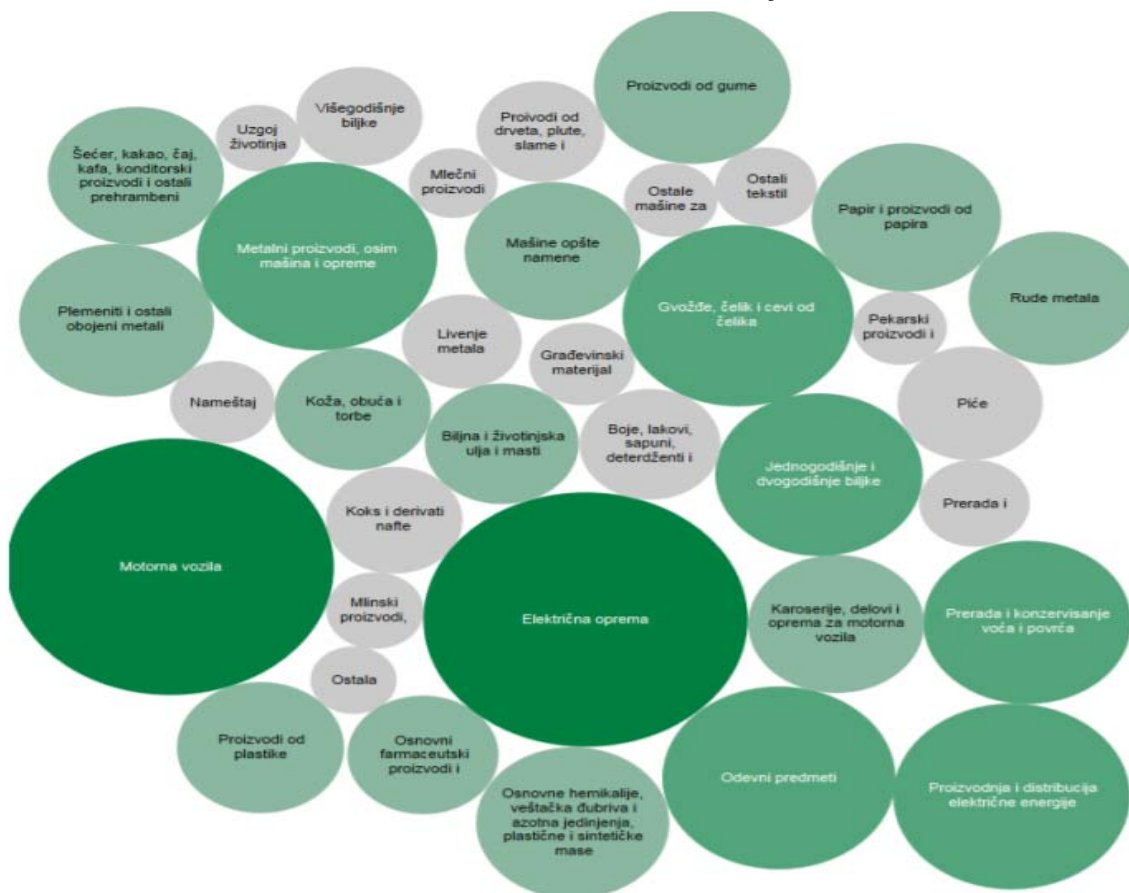 Proizvodi od gume
Višegodišnje
biljke
Uzgoj
životinja
Proivodi od
drveta, plute,
slame i
Šećer, kakao, čaj,
kafa, konditorski
proizvodi i ostali
prehrambeni
Mlečni
proizvodi
Ostale
mašine za
Ostali
tekstil
Papir i proizvodi od
papira
Metalni proizvodi, osim
mašina i opreme
Mašine opšte
namene
Plemeniti i ostali
obojeni metali
Gvožđe, čelik i cevi od
čelika
Rude metala
Livenje
metala
Građevinski
materijal
Pekarski
proizvodi i
Nameštaj
Koža, obuća i
torbe
Biljna i životinjska
ulja i masti
Boje, lakovi,
sapuni,
deterdženti i
Piće
Jednogodišnje i
dvogodišnje biljke
Prerada i
Koks i derivati
nafte
Motorna vozila
Mlinski
proizvodi,
Električna oprema
Karoserije, delovi i
oprema za motorna
vozila
Prerada i konzervisanje
voća i povrća
Ostala
Proizvodi od
plastike
Osnovni
farmaceutski
proizvodi i
Osnovne hemikalije,
veštačka đubriva i
azotna jedinjenja,
plastične i sintetičke
mase
Odevni predmeti
Proizvodnja i distribucija
električne energije